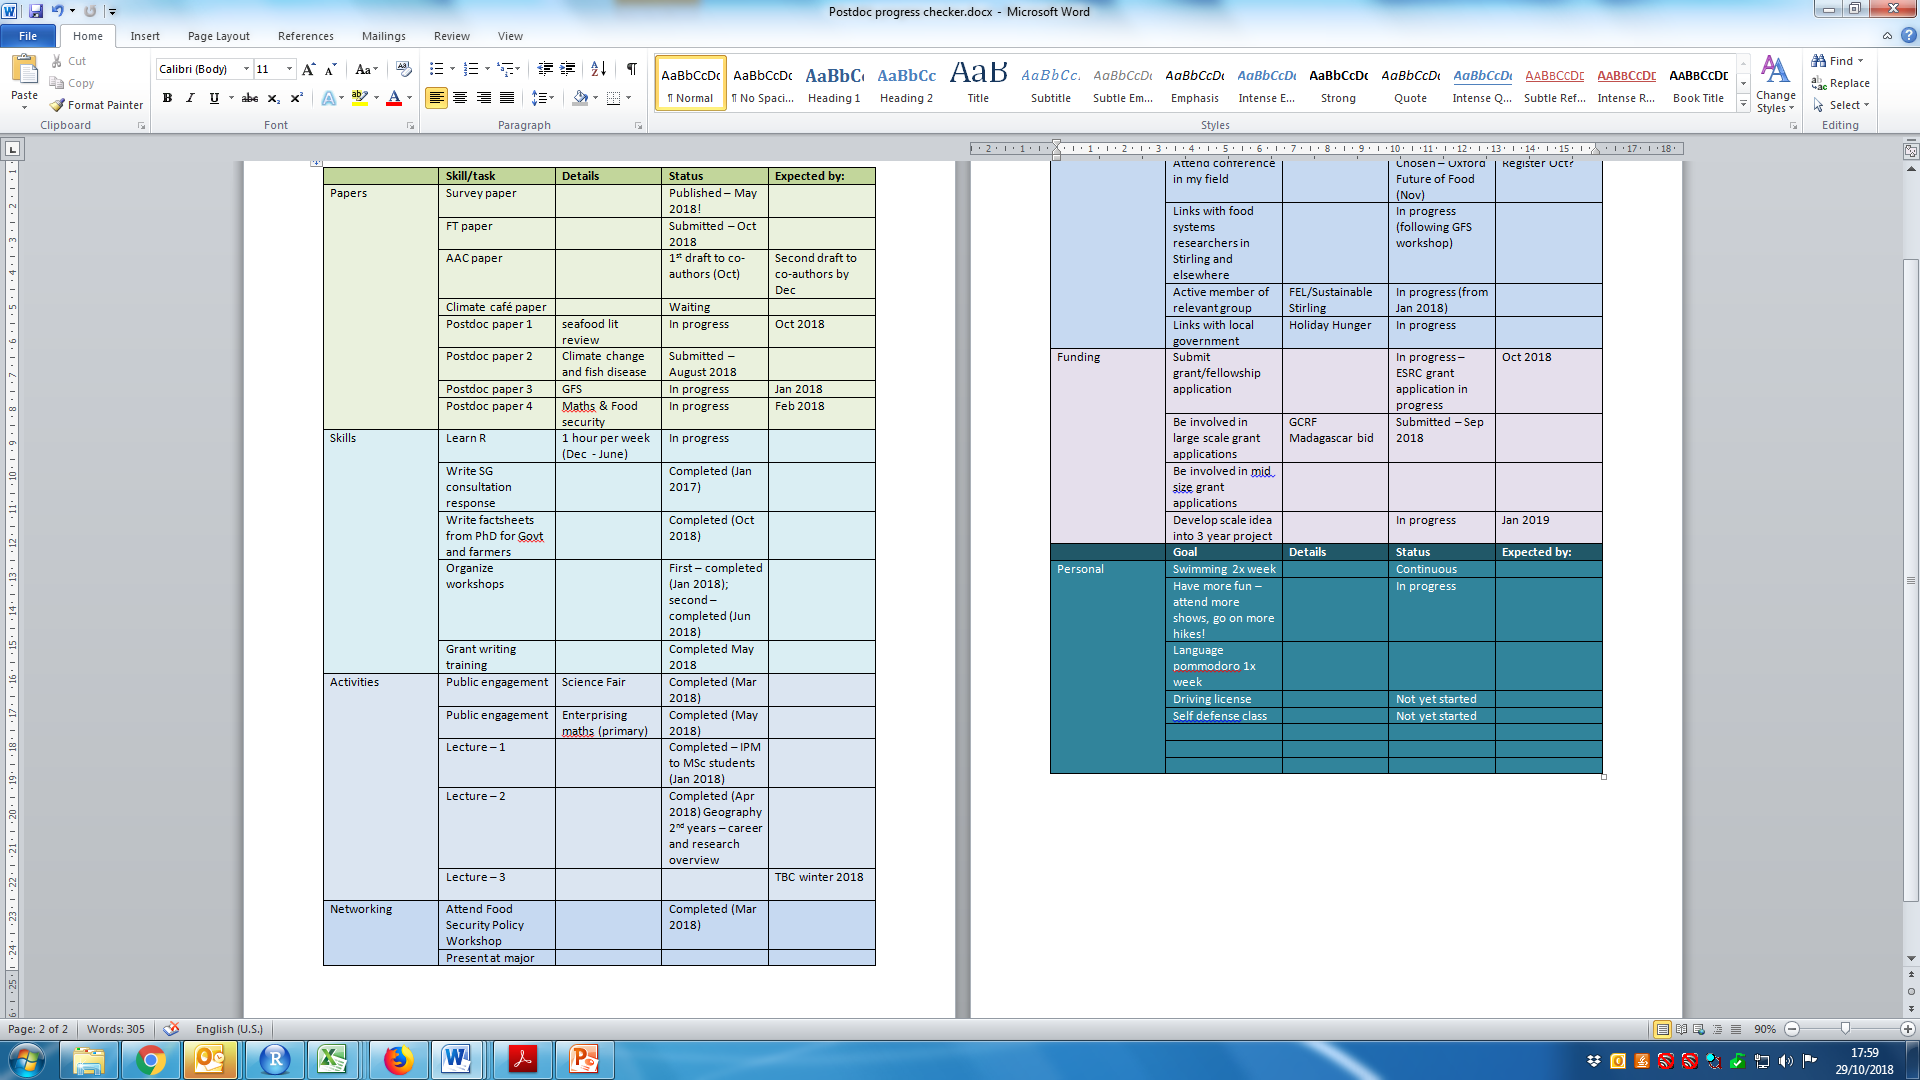 Postdoc progress checker.docx - Microsoft Word
File Home Insert Page Layout References Mailings Review View
Paste
Cut
Copy
Format Painter
Clipboard
Calibri (Body) 11
Font
Paragraph
AaBbCcDc AaBbCcDc AaBbCc AaBbCc AaB AaBbCc. AaBbCcDc AaBbCcDc AaBbCcDc AaBbCcDc AaBbCcDc AaBbCcDc AABBCCDE AABBCCDE AABBCCDE
¶ Normal ¶ No Spaci... Heading 1 Heading 2 Title Subtitle Subtle Em... Emphasis Intense E... Strong Quote Intense Q... Subtle Ref... Intense R... Book Title
Styles
Change Styles
Find
Replace
Select
Editing
Skill/task Details Status Expected by:
Papers Survey paper Published – May
2018!
FT paper Submitted – Oct
2018
AAC paper 1st draft to co- Second draft to
authors (Oct) co-authors by
Dec
Climate café paper Waiting
Postdoc paper 1 seafood lit In progress Oct 2018
review
Postdoc paper 2 Climate change Submitted –
and fish disease August 2018
Postdoc paper 3 GFS In progress Jan 2018
Postdoc paper 4 Maths & Food In progress Feb 2018
security
Skills Learn R 1 hour per week In progress
(Dec - June)
Write SG Completed (Jan
consultation 2017)
response
Write factsheets Completed (Oct
from PhD for Govt 2018)
and farmers
Organize First – completed
workshops (Jan 2018);
second –
completed (Jun
2018)
Grant writing Completed May
training 2018
Activities Public engagement Science Fair Completed (Mar
2018)
Public engagement Enterprising Completed (May
maths (primary) 2018)
Lecture – 1 Completed – IPM
to MSc students
(Jan 2018)
Lecture – 2 Completed (Apr
2018) Geography
2nd years – career
and research
overview
Lecture – 3 TBC winter 2018
Networking Attend Food Completed (Mar
Security Policy 2018)
Workshop
Present at major
Attend conference Chosen – Oxford Register Oct?
in my field Future of Food
(Nov)
Links with food In progress
systems (following GFS
researchers in workshop)
Stirling and
elsewhere
Active member of FEL/Sustainable In progress (from
relevant group Stirling Jan 2018)
Links with local Holiday Hunger In progress
government
Funding Submit In progress – Oct 2018
grant/fellowship ESRC grant
application application in
progress
Be involved in GCRF Submitted – Sep
large scale grant Madagascar bid 2018
applications
Be involved in mid
size grant
applications
Develop scale idea In progress Jan 2019
into 3 year project
Goal Details Status Expected by:
Personal Swimming 2x week Continuous
Have more fun – In progress
attend more
shows, go on more
hikes!
Language
pommodoro 1x
week
Driving license Not yet started
Self defense class Not yet started
Page: 2 of 2 Words: 305 English (U.S.) 90%
17:59
29/10/2018